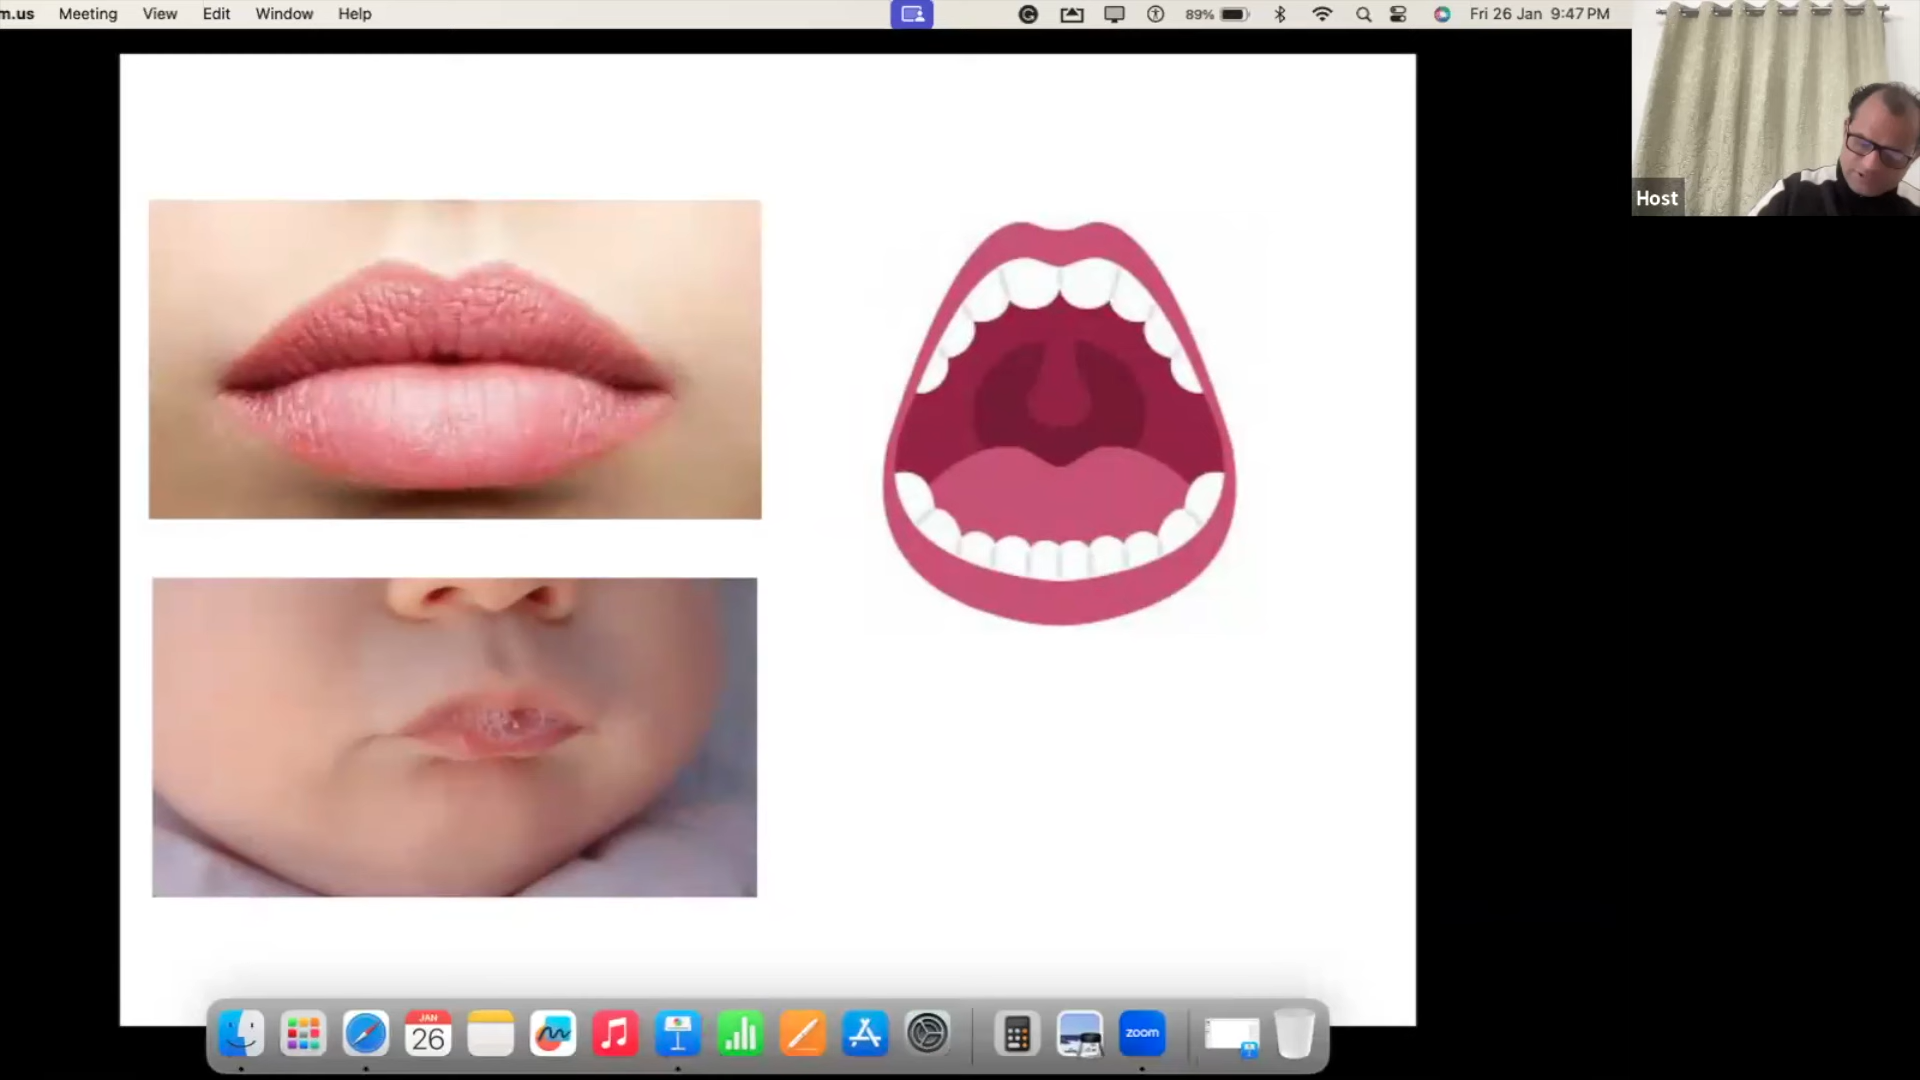 m.us Meeting View Edit Window Help 89% Fri 26 Jan 9:47 PM
Host
JAN
26
zoom